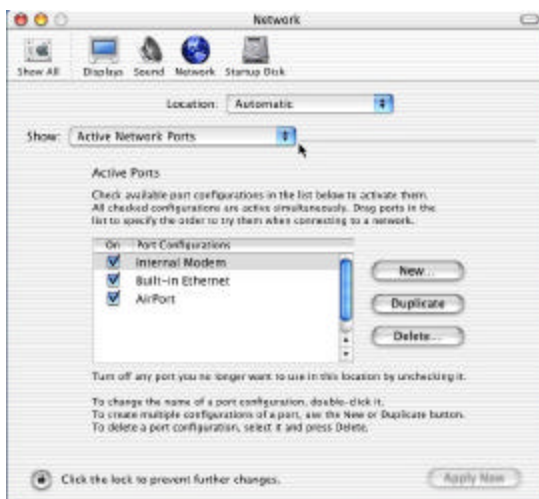 Network
Show All Displays Sound Network Startup Disk
Location: Automatic
Show: Active Network Ports
Active Ports
Check available port configurations in the list below to activate them.
All checked configurations are active simultaneously. Drag ports in the
list to specify the order to try them when connecting to a network.
On Port Configurations
Internal Modem
Built-in Ethernet
AirPort
New...
Duplicate
Delete...
Turn off any port you no longer want to use in this location by unchecking it.
To change the name of a port configuration, double-click it.
To create multiple configurations of a port, use the New or Duplicate button.
To delete a port configuration, select it and press Delete.
Click the lock to prevent further changes.
Apply Now